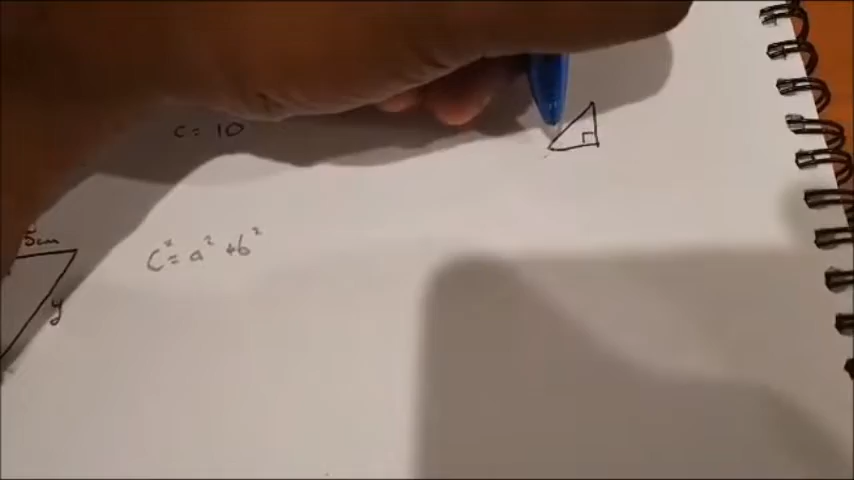 c = 10
5cm
c² = a² + b²
y